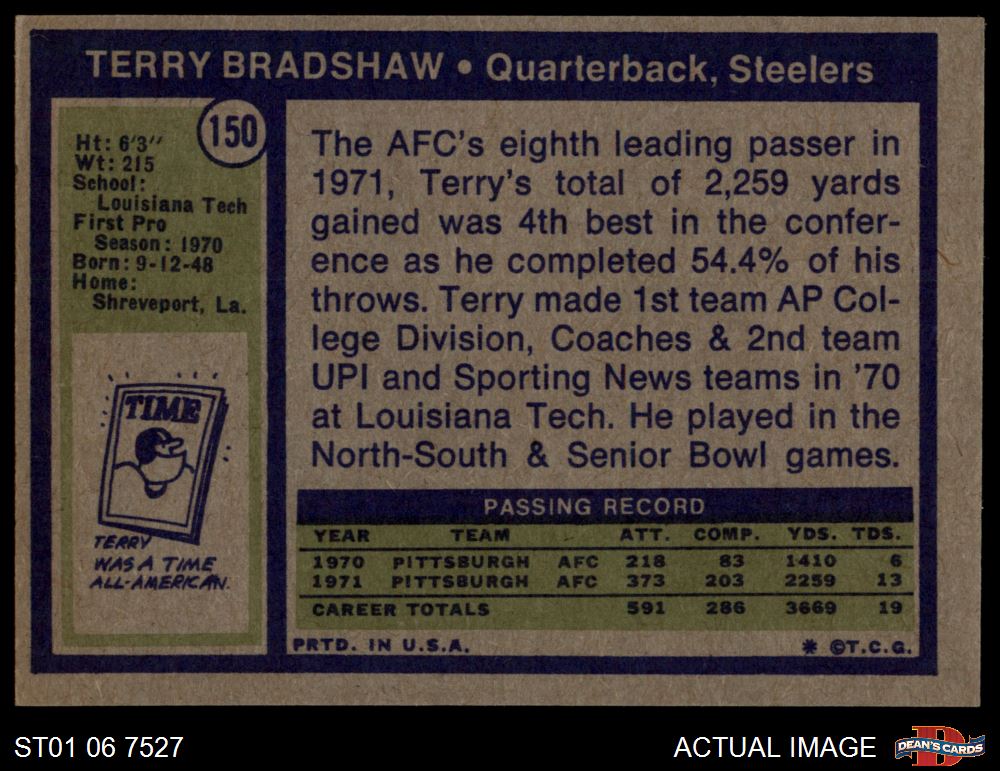 TERRY BRADSHAW • Quarterback, Steelers
150
Ht: 6'3''
Wt: 215
School:
Louisiana Tech
First Pro
Season: 1970
Born: 9-12-48
Home:
Shreveport, La.
TIME
TERRY
WAS A TIME
ALL-AMERICAN.
The AFC's eighth leading passer in
1971, Terry's total of 2,259 yards
gained was 4th best in the confer-
ence as he completed 54.4% of his
throws. Terry made 1st team AP Col-
lege Division, Coaches & 2nd team
UPI and Sporting News teams in '70
at Louisiana Tech. He played in the
North-South & Senior Bowl games.
PASSING RECORD
YEAR TEAM ATT. COMP. YDS. TDS.
1970 PITTSBURGH AFC 218 83 1410 6
1971 PITTSBURGH AFC 373 203 2259 13
CAREER TOTALS 591 286 3669 19
PRTD. IN U.S.A. * ©T.C.G.
ST01 06 7527 ACTUAL IMAGE D DEAN'S CARDS